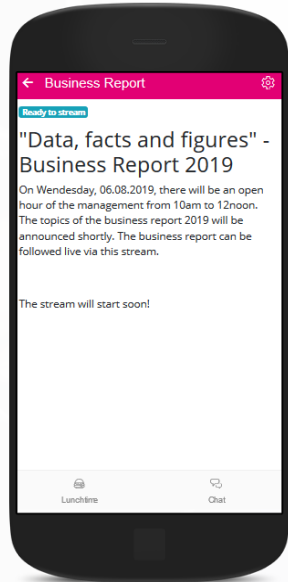 Business Report
Ready to stream
"Data, facts and figures" -
Business Report 2019
On Wendesday, 06.08.2019, there will be an open
hour of the management from 10am to 12noon.
The topics of the business report 2019 will be
announced shortly. The business report can be
followed live via this stream.
The stream will start soon!
Lunchtime
Chat